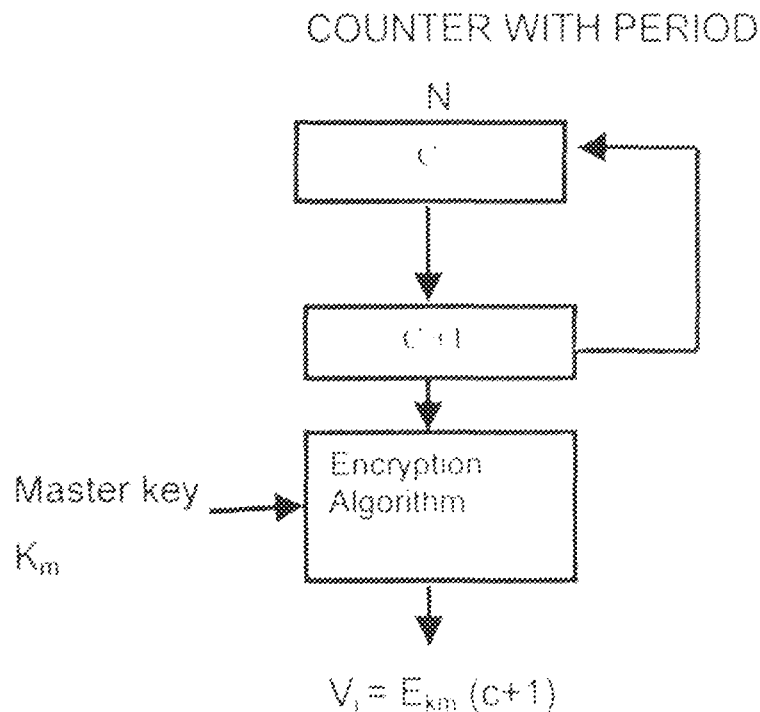 COUNTER WITH PERIOD
N
C
C+1
Encryption
Algorithm
Master key
Km
Vi = Ekm (c+1)